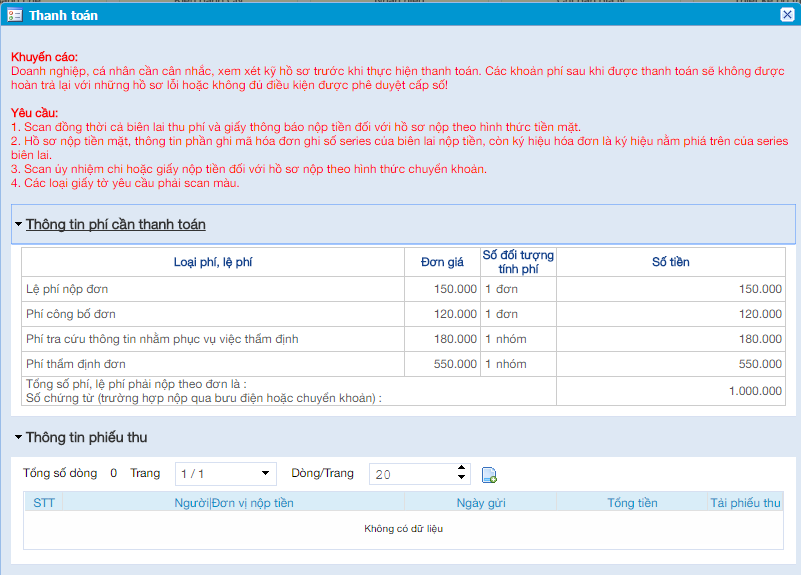 Thanh toán
Khuyến cáo:
Doanh nghiệp, cá nhân cần cân nhắc, xem xét kỹ hồ sơ trước khi thực hiện thanh toán. Các khoản phí sau khi được thanh toán sẽ không được
hoàn trả lại với những hồ sơ lỗi hoặc không đủ điều kiện được phê duyệt cấp số!
Yêu cầu:
1. Scan đồng thời cả biên lai thu phí và giấy thông báo nộp tiền đối với hồ sơ nộp theo hình thức tiền mặt.
2. Hồ sơ nộp tiền mặt, thông tin phần ghi mã hóa đơn ghi số series của biên lai nộp tiền, còn ký hiệu hóa đơn là ký hiệu nằm phiá trên của series
biên lai.
3. Scan ủy nhiệm chi hoặc giấy nộp tiền đối với hồ sơ nộp theo hình thức chuyển khoản.
4. Các loại giấy tờ yêu cầu phải scan màu.
Thông tin phí cần thanh toán
Loại phí, lệ phí Đơn giá Số đối tượng tính phí Số tiền
Lệ phí nộp đơn 150.000 1 đơn 150.000
Phí công bố đơn 120.000 1 đơn 120.000
Phí tra cứu thông tin nhằm phục vụ việc thẩm định 180.000 1 nhóm 180.000
Phí thẩm định đơn 550.000 1 nhóm 550.000
Tổng số phí, lệ phí phải nộp theo đơn là :
Số chứng từ (trường hợp nộp qua bưu điện hoặc chuyển khoản) : 1.000.000
Thông tin phiếu thu
Tổng số dòng 0 Trang 1 / 1 Dòng/Trang 20
STT Người|Đơn vị nộp tiền Ngày gửi Tổng tiền Tải phiếu thu
Không có dữ liệu